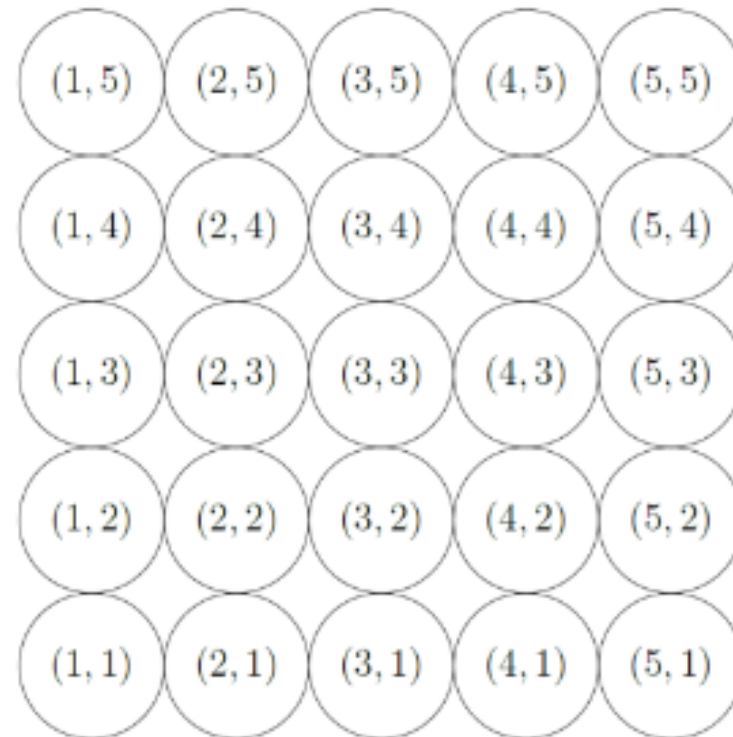 (1, 5) (2, 5) (3, 5) (4, 5) (5, 5)
(1, 4) (2, 4) (3, 4) (4, 4) (5, 4)
(1, 3) (2, 3) (3, 3) (4, 3) (5, 3)
(1, 2) (2, 2) (3, 2) (4, 2) (5, 2)
(1, 1) (2, 1) (3, 1) (4, 1) (5, 1)